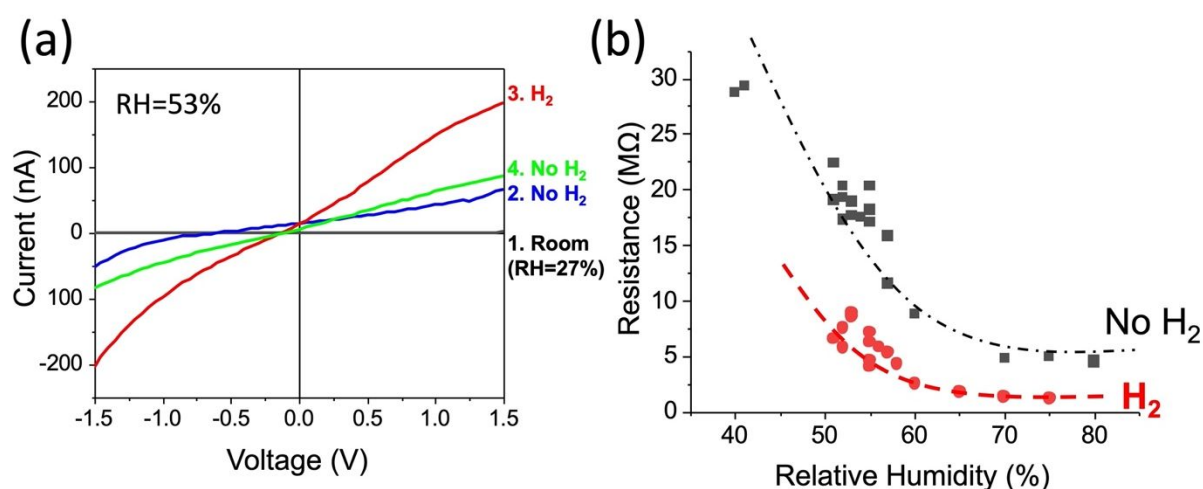 (a)
RH=53%
3. H₂
4. No H₂
2. No H₂
1. Room
(RH=27%)
Current (nA)
200
100
0
100
-200
-1.5 -1.0 -0.5 0.0 0.5 1.0 1.5
Voltage (V)
(b)
Resistance (MΩ)
30
25
20
15
10
5
0
No H₂
H₂
40 50 60 70 80
Relative Humidity (%)